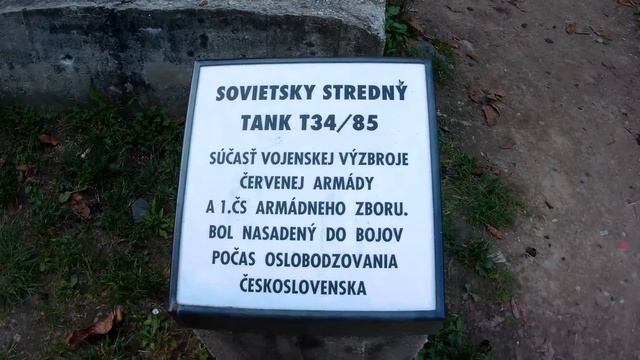 SOVIETSKY STREDNÝ
TANK T34/85
SÚČASŤ VOJENSKEJ VÝZBROJE
ČERVENEJ ARMÁDY
A 1.ČS ARMÁDNEHO ZBORU.
BOL NASADENÝ DO BOJOV
POČAS OSLOBODZOVANIA
ČESKOSLOVENSKA